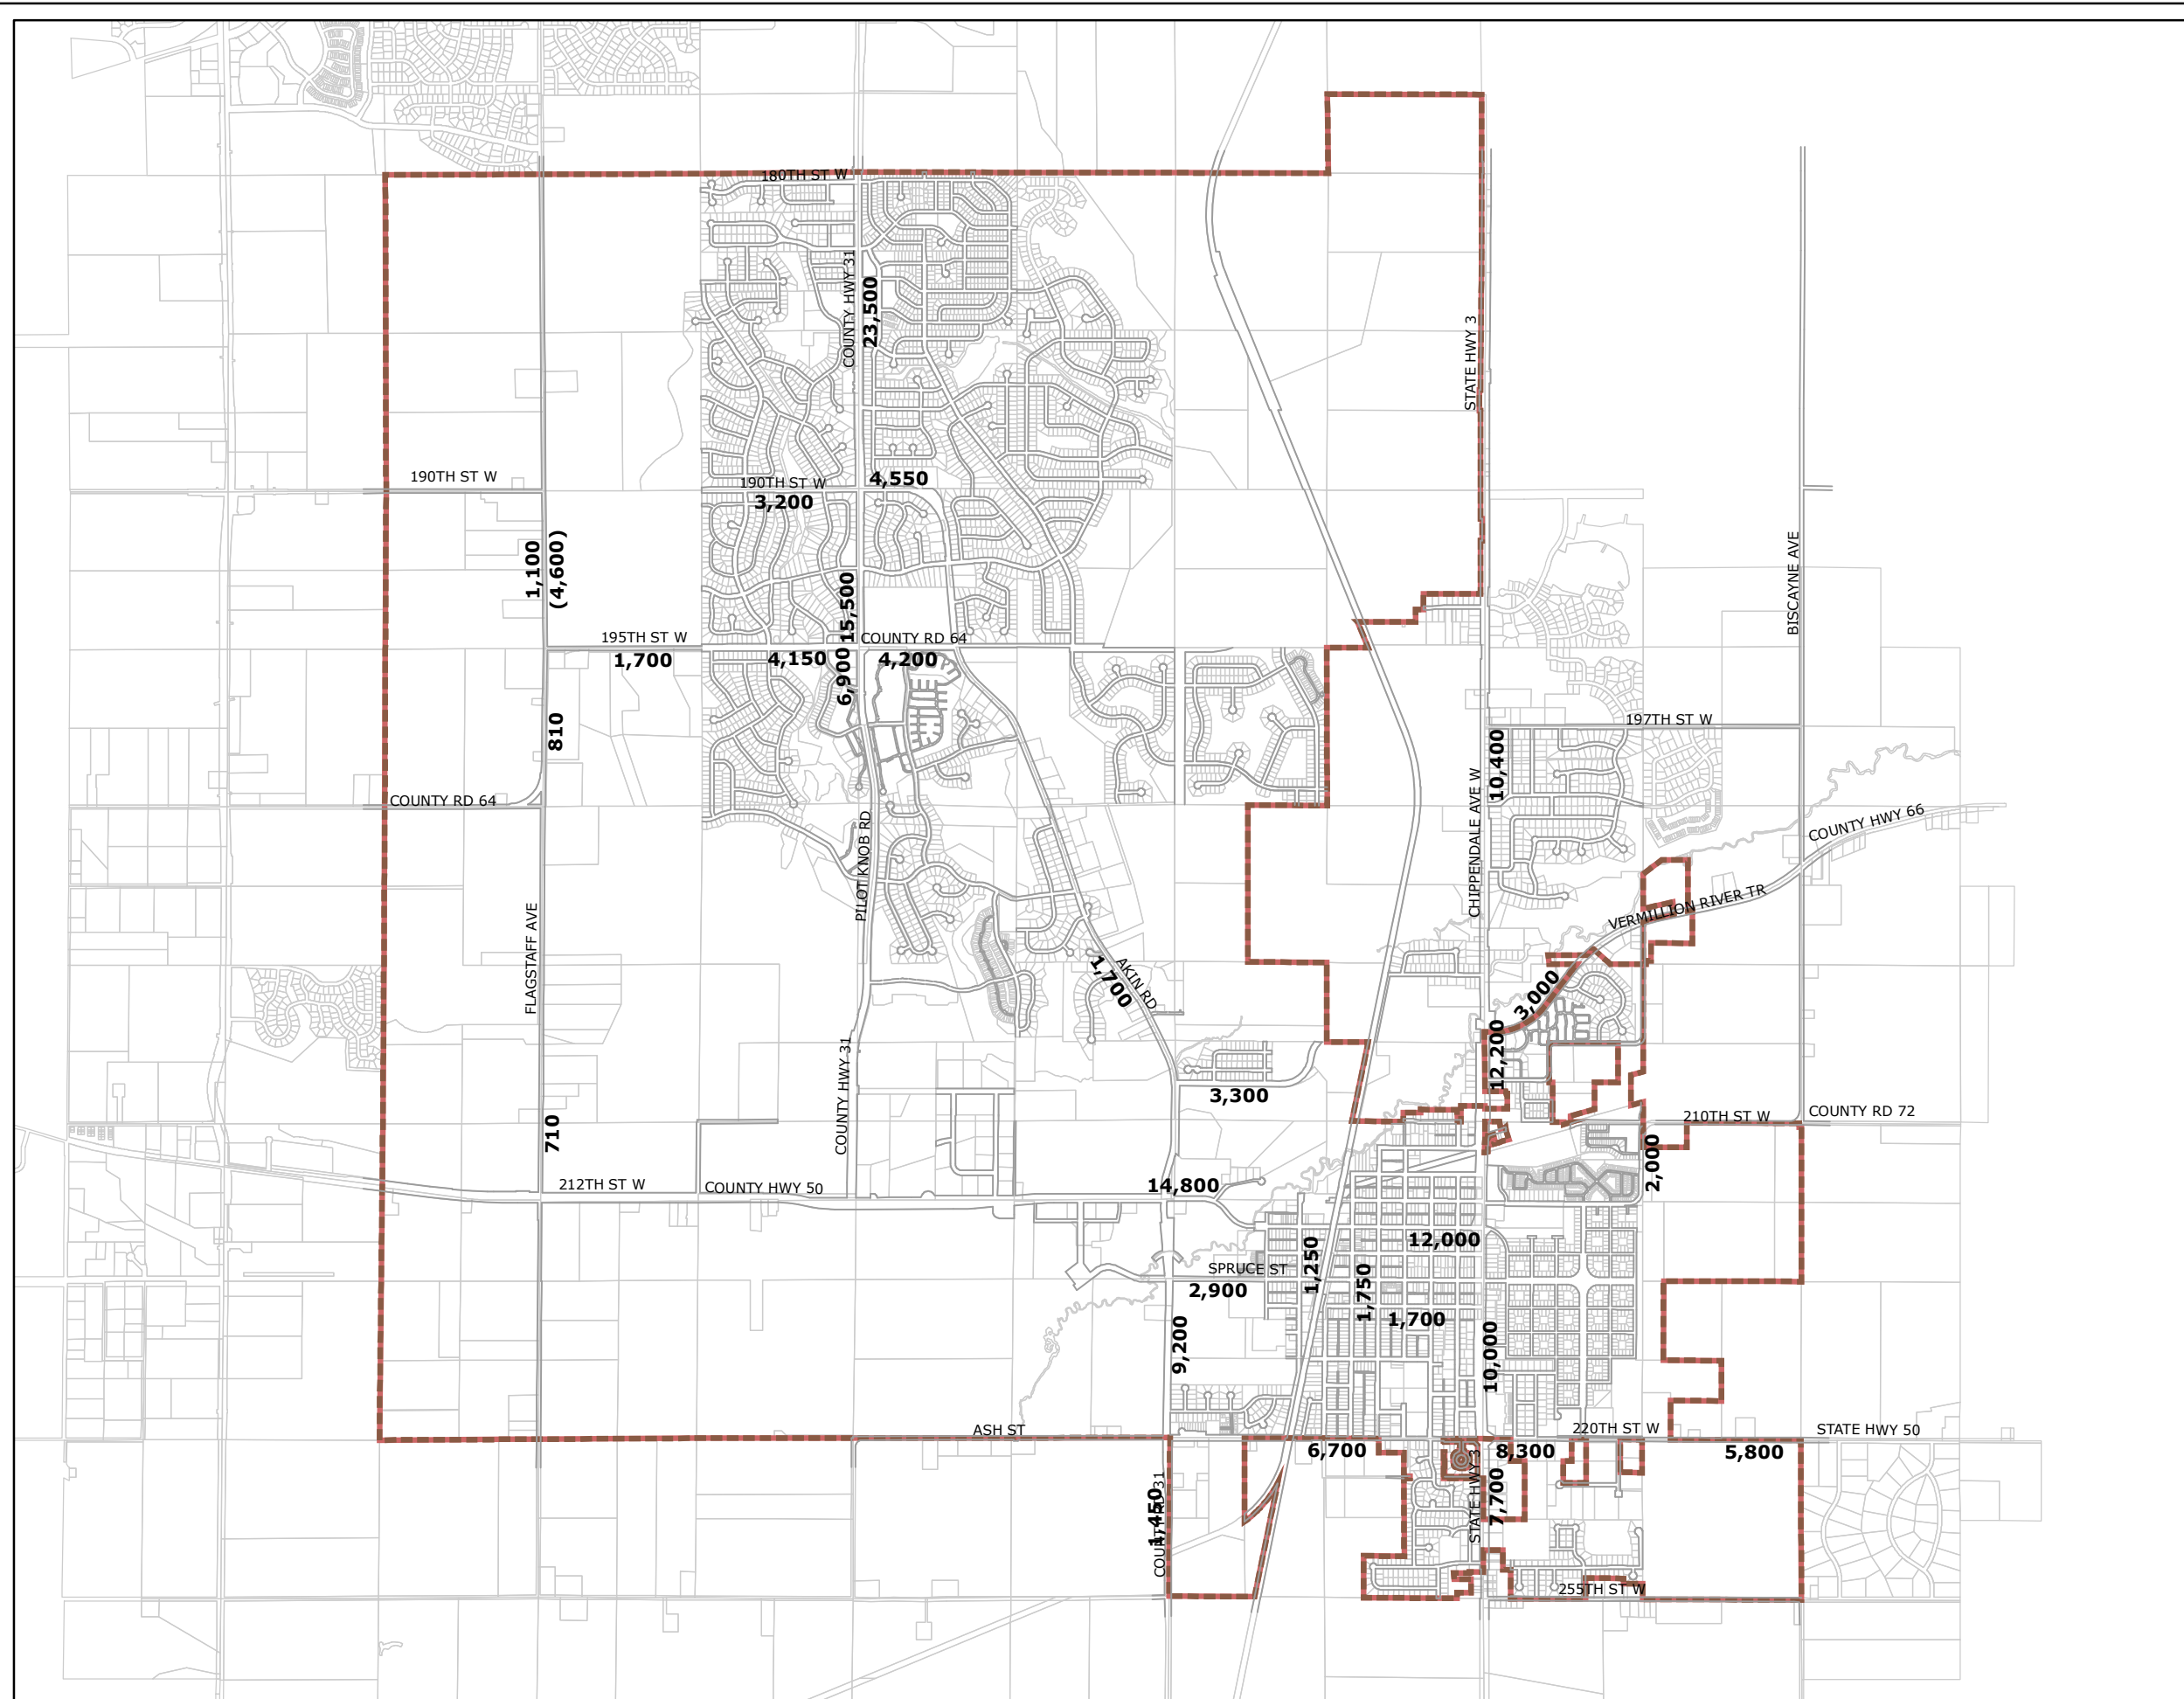 180TH ST W
COUNTY HWY 31
23,500
STATE HWY 3
190TH ST W
190TH ST W
4,550
3,200
1,100
(4,600)
15,500
BISCAYNE AVE
195TH ST W
1,700
4,150
6,900
COUNTY RD 64
4,200
810
197TH ST W
10,400
CHIPPENDALE AVE W
COUNTY RD 64
PILOT KNOB RD
COUNTY HWY 66
VERMILLION RIVER TR
FLAGSTAFF AVE
AKIN RD
1,700
3,000
12,200
COUNTY HWY 31
3,300
710
210TH ST W
COUNTY RD 72
2,000
212TH ST W
COUNTY HWY 50
14,800
12,000
1,250
SPRUCE ST
2,900
1,750
1,700
9,200
10,000
ASH ST
220TH ST W
STATE HWY 50
6,700
8,300
5,800
STATE HWY 3
7,700
1,450
COUNTY RD 31
255TH ST W